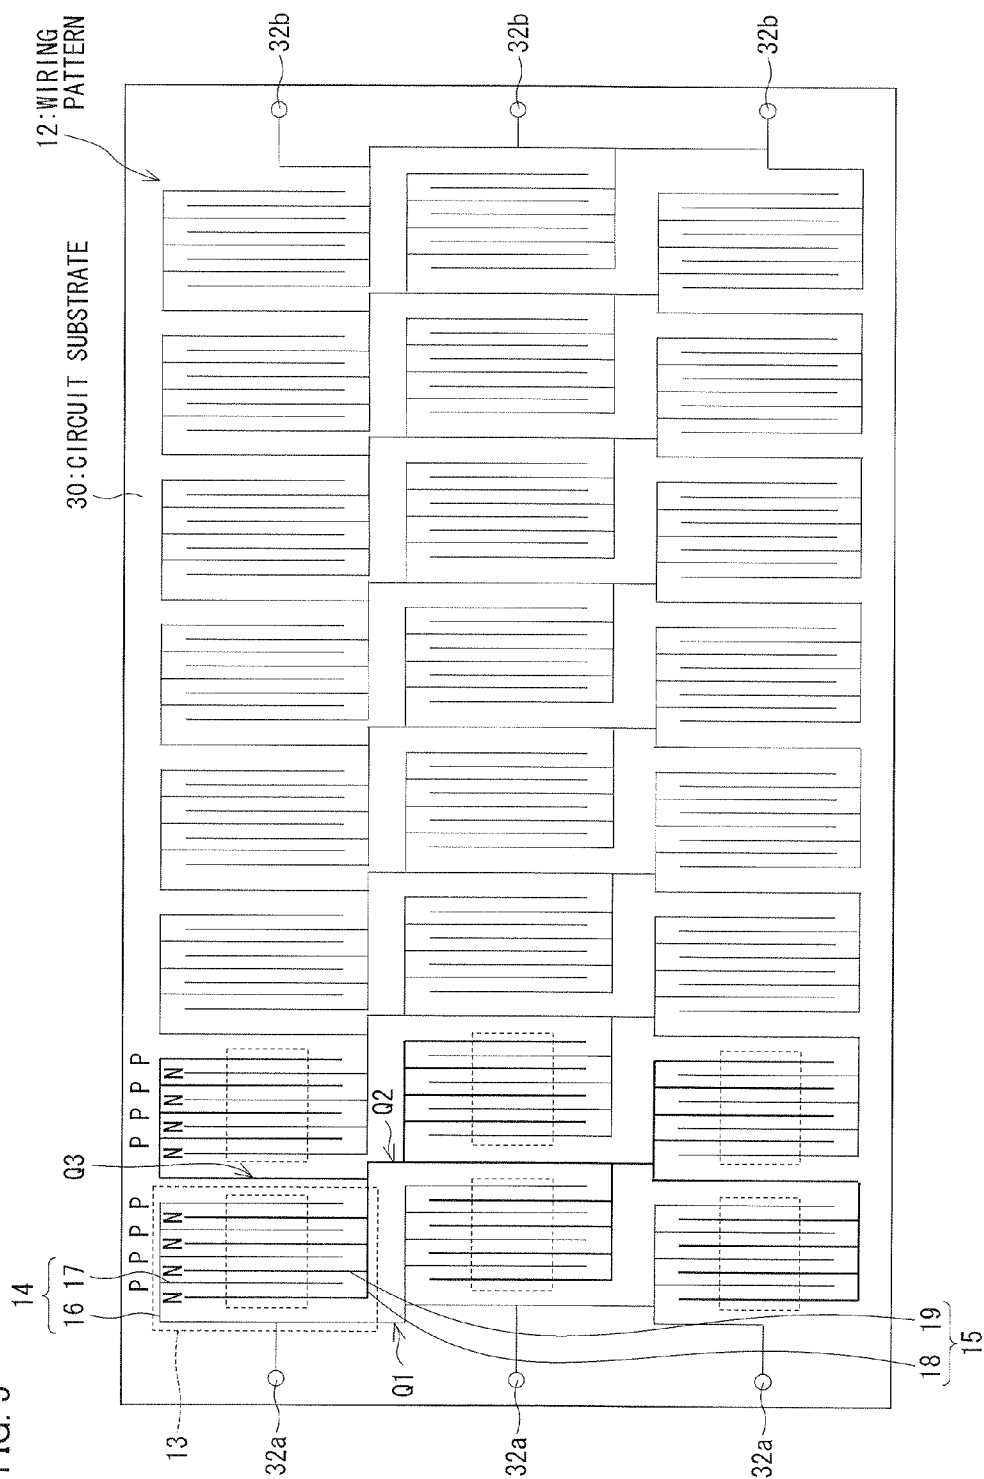 FIG.
14
12:WIRING
PATTERN
16 17
30:CIRCUIT SUBSTRATE
Q3
P P P P
P P P P
N N N N
N N N N
13
32a
32b
Q2
Q1
32a
32b
32a
32b
18 19
15